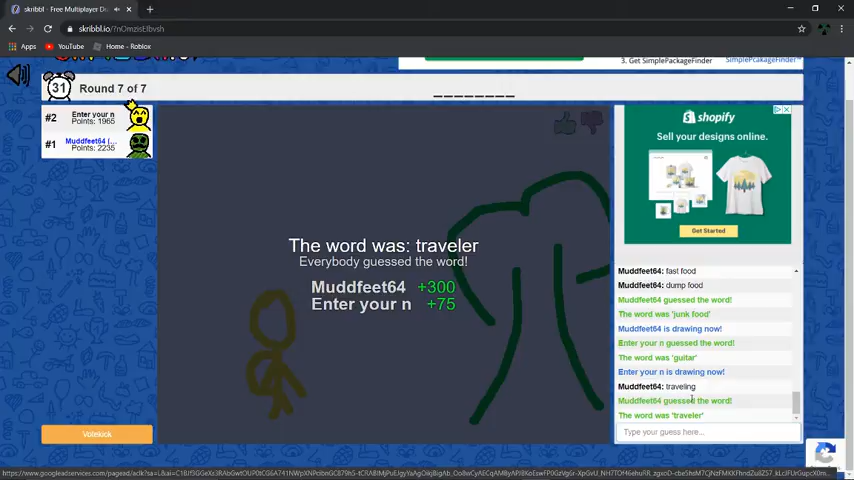 skribbl - Free Multiplayer Dr
skribbl.io/?nOmzisEIbvsh
Apps
YouTube
Home - Roblox
3. Get SimplePackageFinder
SimplePackageFinder
31
Round 7 of 7
#2
Enter your n
Points: 1965
#1
Muddfeet64 (...
Points: 2235
The word was: traveler
Everybody guessed the word!
Muddfeet64 +300
Enter your n +75
shopify
Sell your designs online.
Get Started
Muddfeet64: fast food
Muddfeet64: dump food
Muddfeet64 guessed the word!
The word was 'junk food'
Muddfeet64 is drawing now!
Enter your n guessed the word!
The word was 'guitar'
Enter your n is drawing now!
Muddfeet64: traveling
Muddfeet64 guessed the word!
The word was 'traveler'
Type your guess here...
Votekick